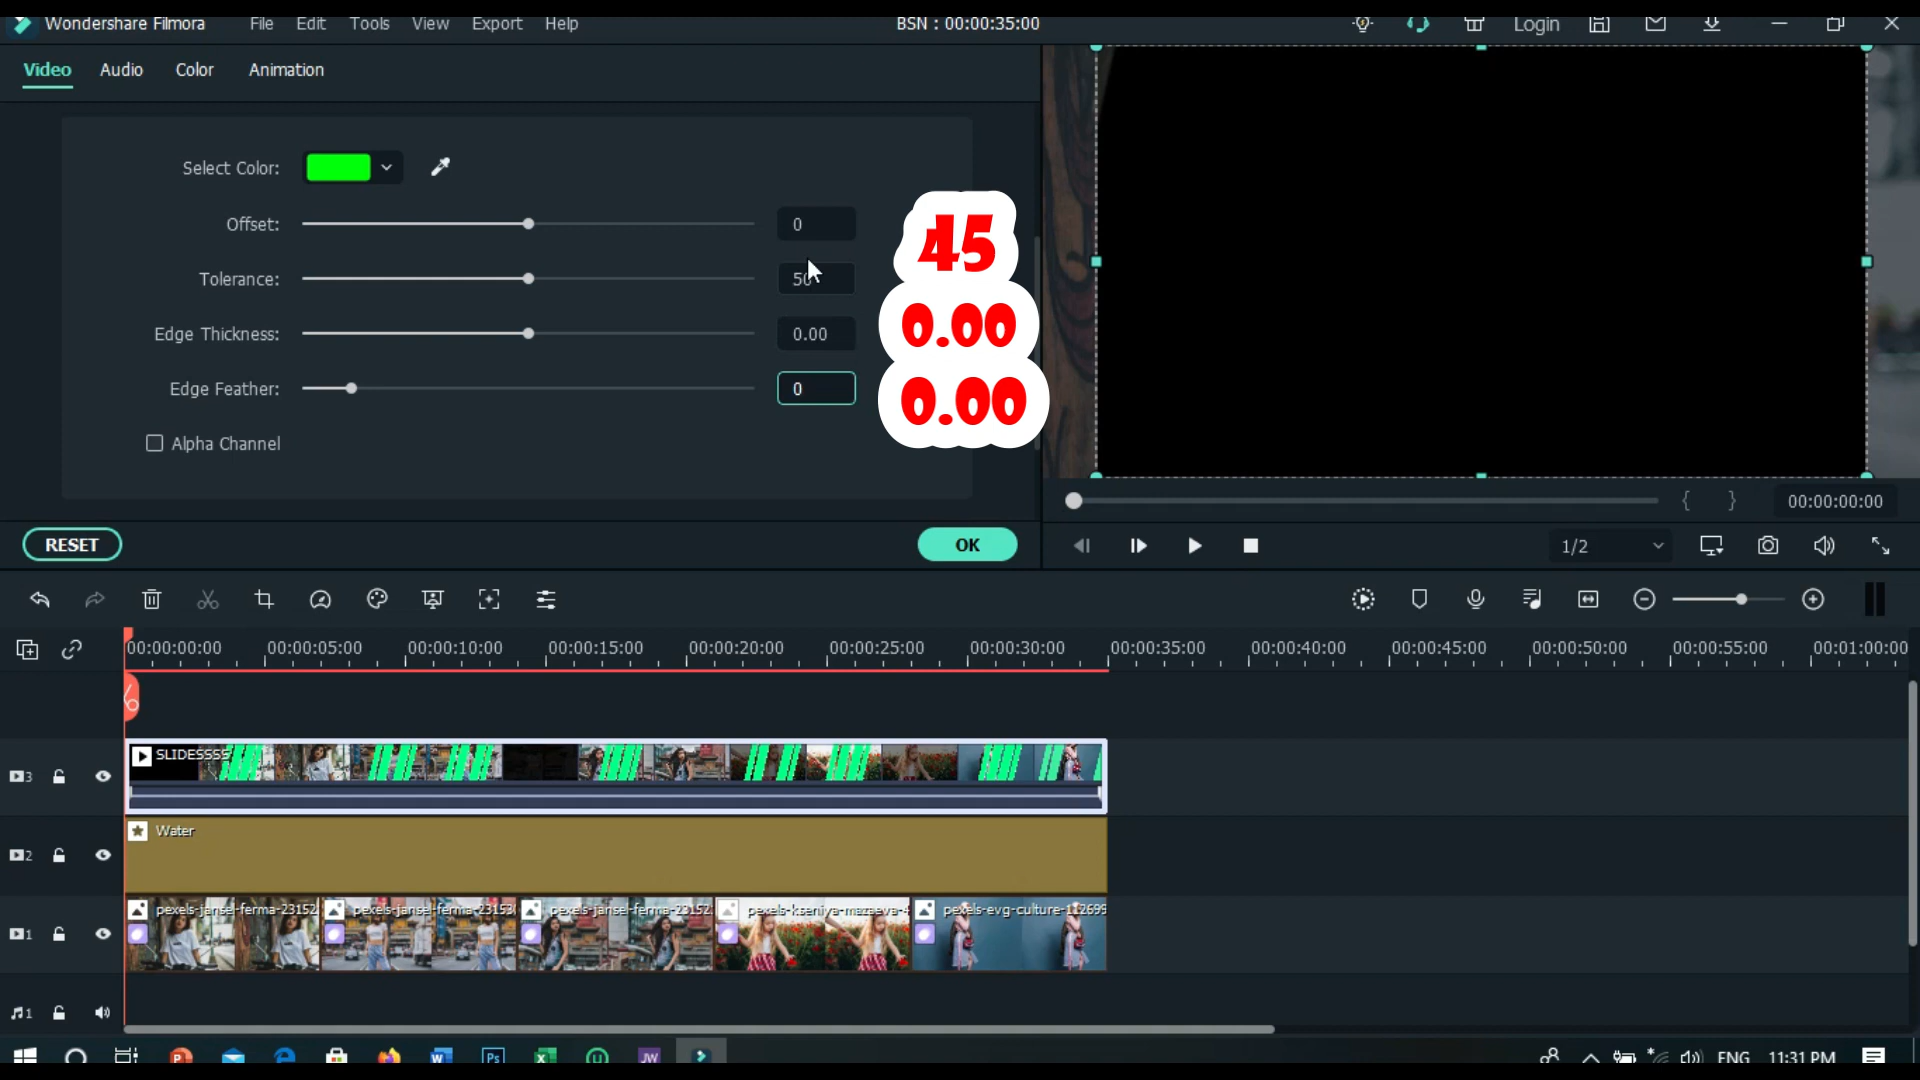 Wondershare Filmora File Edit Tools View Export Help BSN : 00:00:35:00 Login
Video Audio Color Animation
Select Color:
Offset: 0
45
Tolerance: 50
Edge Thickness: 0.00
0.00
Edge Feather: 0
0.00
Alpha Channel
{ } 00:00:00:00
RESET OK
1/2
00:00:00:00 00:00:05:00 00:00:10:00 00:00:15:00 00:00:20:00 00:00:25:00 00:00:30:00 00:00:35:00 00:00:40:00 00:00:45:00 00:00:50:00 00:00:55:00 00:01:00:00
SLIDESSSS
3
Water
2
pexels-jansel-ferma-23152 pexels-jansel-ferma-23153 pexels-jansel-ferma-23152 pexels-kseniya-mazaeva-4 pexels-evg-culture-112699
1
1
W Ps X JW ENG 11:31 PM